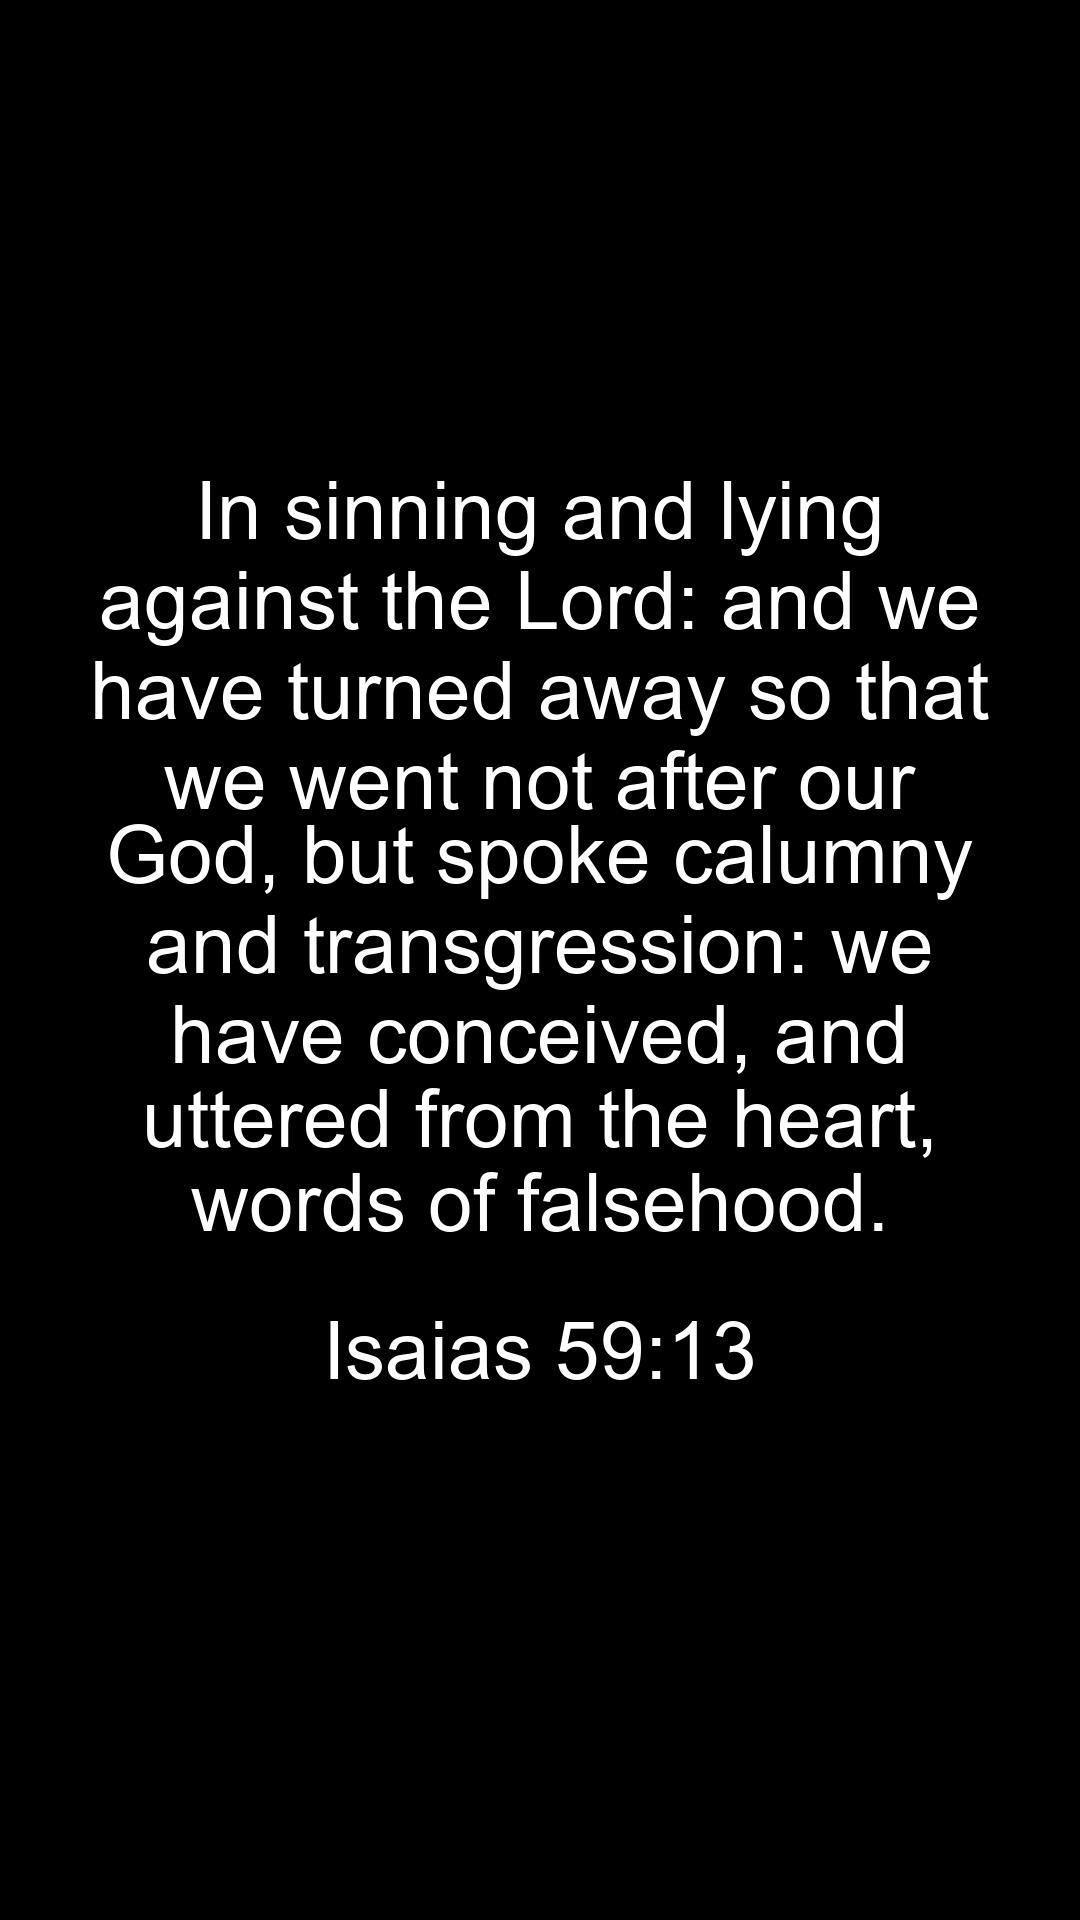 In sinning and lying
against the Lord: and we
have turned away so that
we went not after our
God, but spoke calumny
and transgression: we
have conceived, and
uttered from the heart,
words of falsehood.
Isaias 59:13